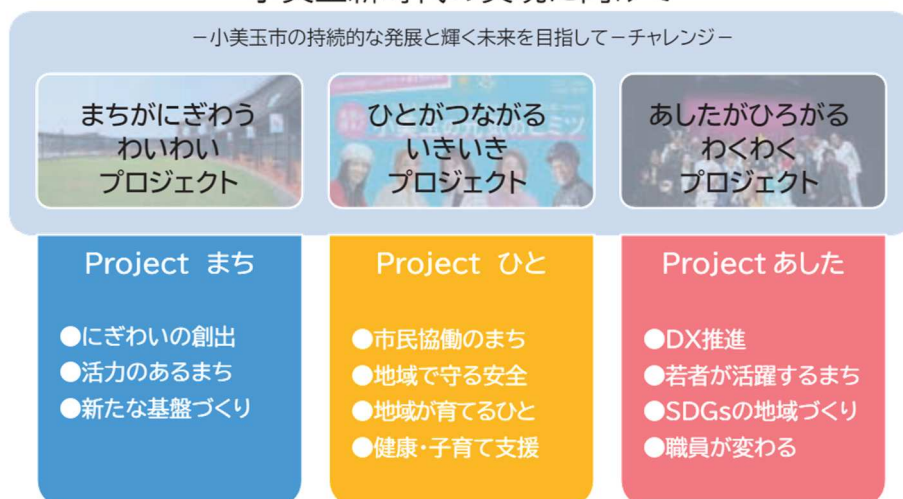 －小美玉市の持続的な発展と輝く未来を目指して－チャレンジ－
まちがにぎわう
わいわい
プロジェクト
ひとがつながる
いきいき
プロジェクト
あしたがひろがる
わくわく
プロジェクト
Project まち
●にぎわいの創出
●活力のあるまち
●新たな基盤づくり
Project ひと
●市民協働のまち
●地域で守る安全
●地域が育てるひと
●健康・子育て支援
Project あした
●DX推進
●若者が活躍するまち
●SDGsの地域づくり
●職員が変わる